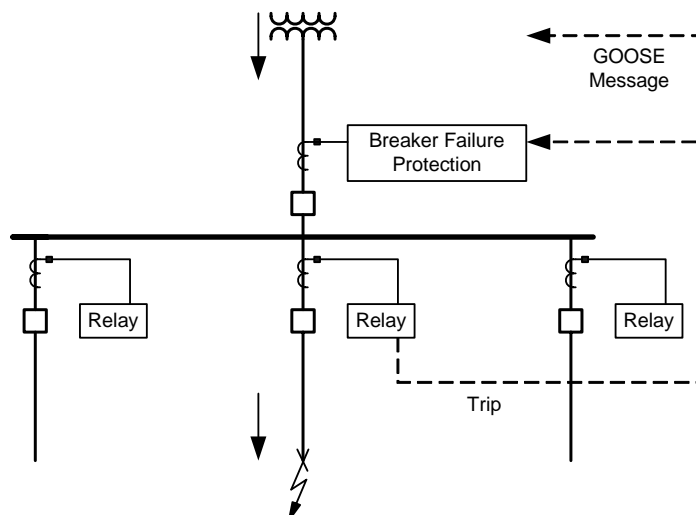 GOOSE
Message
Breaker Failure
Protection
Relay
Relay
Relay
Trip